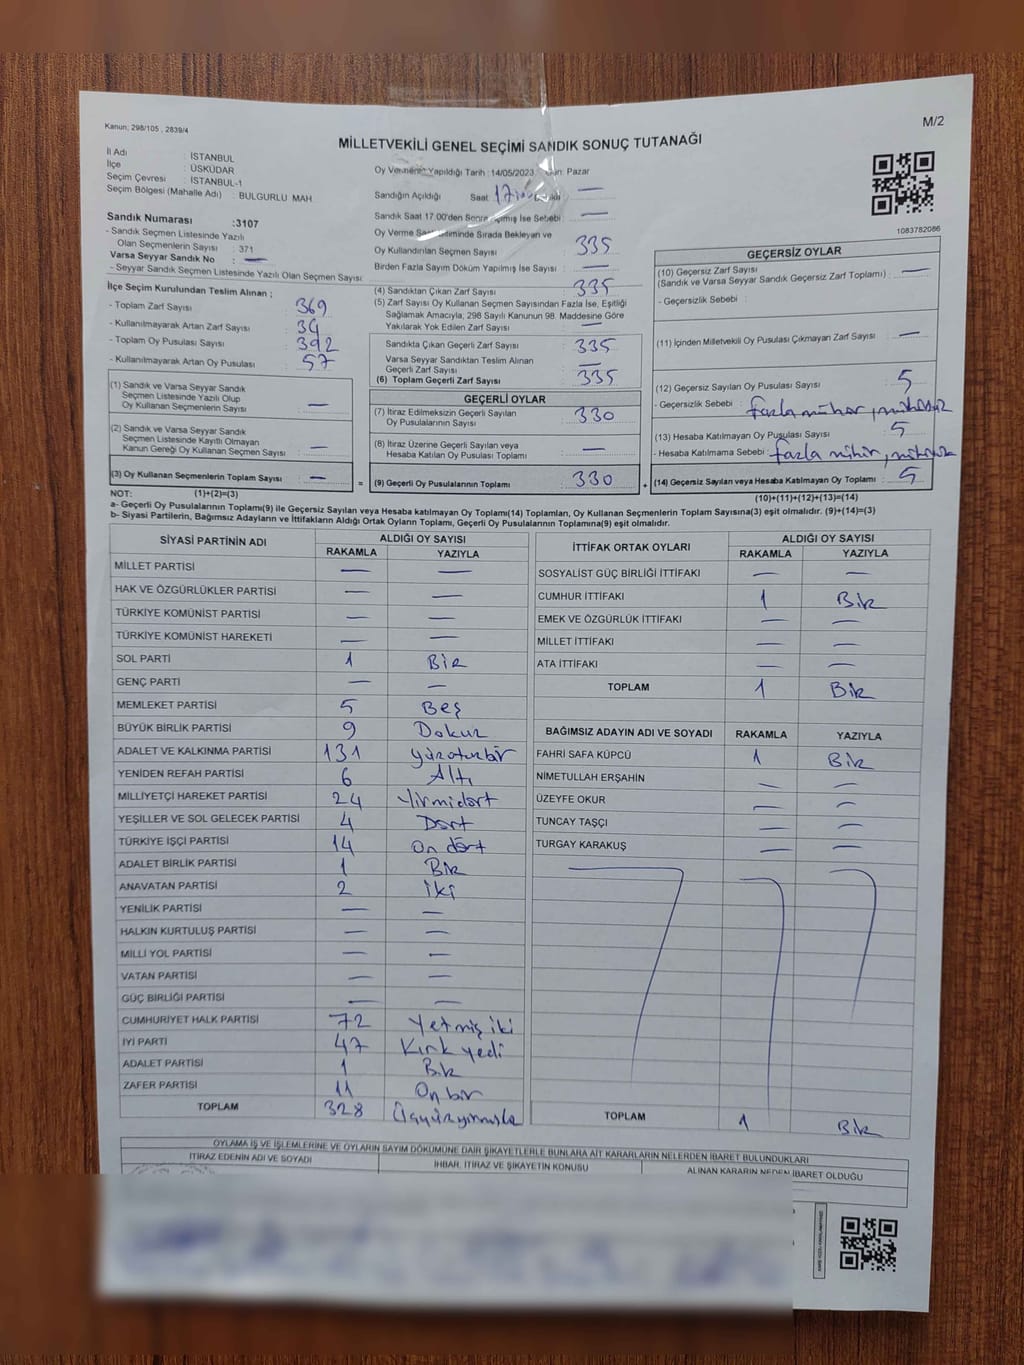 Kanun; 298/105 , 2839/4
M/2
MİLLETVEKİLİ GENEL SEÇİMİ SANDIK SONUÇ TUTANAĞI
İl Adı : İSTANBUL
İlçe : ÜSKÜDAR
Seçim Çevresi : İSTANBUL-1
Seçim Bölgesi (Mahalle Adı) : BULGURLU MAH
Sandık Numarası :3107
- Sandık Seçmen Listesinde Yazılı
Olan Seçmenlerin Sayısı : 371
Varsa Seyyar Sandık No : —
- Seyyar Sandık Seçmen Listesinde Yazılı Olan Seçmen Sayısı:
İlçe Seçim Kurulundan Teslim Alınan ;
- Toplam Zarf Sayısı : 369
- Kullanılmayarak Artan Zarf Sayısı : 34
- Toplam Oy Pusulası Sayısı : 392
- Kullanılmayarak Artan Oy Pusulası : 57
(1) Sandık ve Varsa Seyyar Sandık
Seçmen Listesinde Yazılı Olup
Oy Kullanan Seçmenlerin Sayısı : —
(2) Sandık ve Varsa Seyyar Sandık
Seçmen Listesinde Kayıtlı Olmayan
Kanun Gereği Oy Kullanan Seçmen Sayısı : —
(3) Oy Kullanan Seçmenlerin Toplam Sayısı : — =
Oy Yapıldığı Tarih : 14/05/2023 Gün: Pazar
Sandığın Açıldığı Saat —
Sandık Saat 17.00'den Sonra Açılmış İse Sebebi : —
Oy Verme Bitiminde Sırada Bekleyen ve
Oy Kullandırılan Seçmen Sayısı : 335
Birden Fazla Sayım Döküm Yapılmış İse Sayısı : —
(4) Sandıktan Çıkan Zarf Sayısı : 335
(5) Zarf Sayısı Oy Kullanan Seçmen Sayısından Fazla İse, Eşitliği
Sağlamak Amacıyla, 298 Sayılı Kanunun 98. Maddesine Göre
Yakılarak Yok Edilen Zarf Sayısı : —
Sandıkta Çıkan Geçerli Zarf Sayısı : 335
Varsa Seyyar Sandıktan Teslim Alınan
Geçerli Zarf Sayısı : —
(6) Toplam Geçerli Zarf Sayısı : 335
GEÇERLİ OYLAR
(7) İtiraz Edilmeksizin Geçerli Sayılan
Oy Pusulasının Sayısı : 330
(8) İtiraz Üzerine Geçerli Sayılan veya
Hesaba Katılan Oy Pusulası Toplamı : —
(9) Geçerli Oy Pusulalarının Toplamı : 330 +
1083782086
GEÇERSİZ OYLAR
(10) Geçersiz Zarf Sayısı
(Sandık ve Varsa Seyyar Sandık Geçersiz Zarf Toplamı) : —
- Geçersizlik Sebebi :
(11) İçinden Milletvekili Oy Pusulası Çıkmayan Zarf Sayısı : —
(12) Geçersiz Sayılan Oy Pusulası Sayısı : 5
- Geçersizlik Sebebi : fazla mühür, mühürsüz
(13) Hesaba Katılmayan Oy Pusulası Sayısı : 5
- Hesaba Katılmama Sebebi : fazla mühür,
(14) Geçersiz Sayılan veya Hesaba Katılmayan Oy Toplamı : 5
NOT: (1)+(2)=(3)
(10)+(11)+(12)+(13)=(14)
a- Geçerli Oy Pusulalarının Toplamı(9) ile Geçersiz Sayılan veya Hesaba katılmayan Oy Toplamı(14) Toplamları, Oy Kullanan Seçmenlerin Toplam Sayısına(3) eşit olmalıdır. (9)+(14)=(3)
b- Siyasi Partilerin, Bağımsız Adayların ve İttifakların Aldığı Ortak Oyların Toplamı, Geçerli Oy Pusulalarının Toplamına(9) eşit olmalıdır.
SİYASİ PARTİNİN ADI ALDIĞI OY SAYISI
RAKAMLA YAZIYLA
MİLLET PARTİSİ — —
HAK VE ÖZGÜRLÜKLER PARTİSİ — —
TÜRKİYE KOMÜNİST PARTİSİ — —
TÜRKİYE KOMÜNİST HAREKETİ — —
SOL PARTİ 1 Bir
GENÇ PARTİ — —
MEMLEKET PARTİSİ 5 Beş
BÜYÜK BİRLİK PARTİSİ 9 Dokuz
ADALET VE KALKINMA PARTİSİ 131 yüzotuzbir
YENİDEN REFAH PARTİSİ 6 Altı
MİLLİYETÇİ HAREKET PARTİSİ 24 Yirmidört
YEŞİLLER VE SOL GELECEK PARTİSİ 4 Dört
TÜRKİYE İŞÇİ PARTİSİ 14 On dört
ADALET BİRLİK PARTİSİ 1 Bir
ANAVATAN PARTİSİ 2 iki
YENİLİK PARTİSİ — —
HALKIN KURTULUŞ PARTİSİ — —
MİLLİ YOL PARTİSİ — —
VATAN PARTİSİ — —
GÜÇ BİRLİĞİ PARTİSİ — —
CUMHURİYET HALK PARTİSİ 72 Yetmiş iki
İYİ PARTİ 47 Kırk yedi
ADALET PARTİSİ 1 Bir
ZAFER PARTİSİ 11 On bir
TOPLAM 328
İTTİFAK ORTAK OYLARI ALDIĞI OY SAYISI
RAKAMLA YAZIYLA
SOSYALİST GÜÇ BİRLİĞİ İTTİFAKI — —
CUMHUR İTTİFAKI 1 Bir
EMEK VE ÖZGÜRLÜK İTTİFAKI — —
MİLLET İTTİFAKI — —
ATA İTTİFAKI — —
TOPLAM 1 Bir
BAĞIMSIZ ADAYIN ADI VE SOYADI RAKAMLA YAZIYLA
FAHRİ SAFA KÜPCÜ 1 Bir
NİMETULLAH ERŞAHİN — —
ÜZEYFE OKUR — —
TUNCAY TAŞÇI — —
TURGAY KARAKUŞ — —
TOPLAM 1 Bir
OYLAMA İŞ VE İŞLEMLERİNE VE OYLARIN SAYIM DÖKÜMÜNE DAİR ŞİKAYETLERLE BUNLARA AİT KARARLARIN NELERDEN İBARET BULUNDUKLARI
İTİRAZ EDENİN ADI VE SOYADI İHBAR, İTİRAZ VE ŞİKAYETİN KONUSU ALINAN KARARIN NEDEN İBARET OLDUĞU